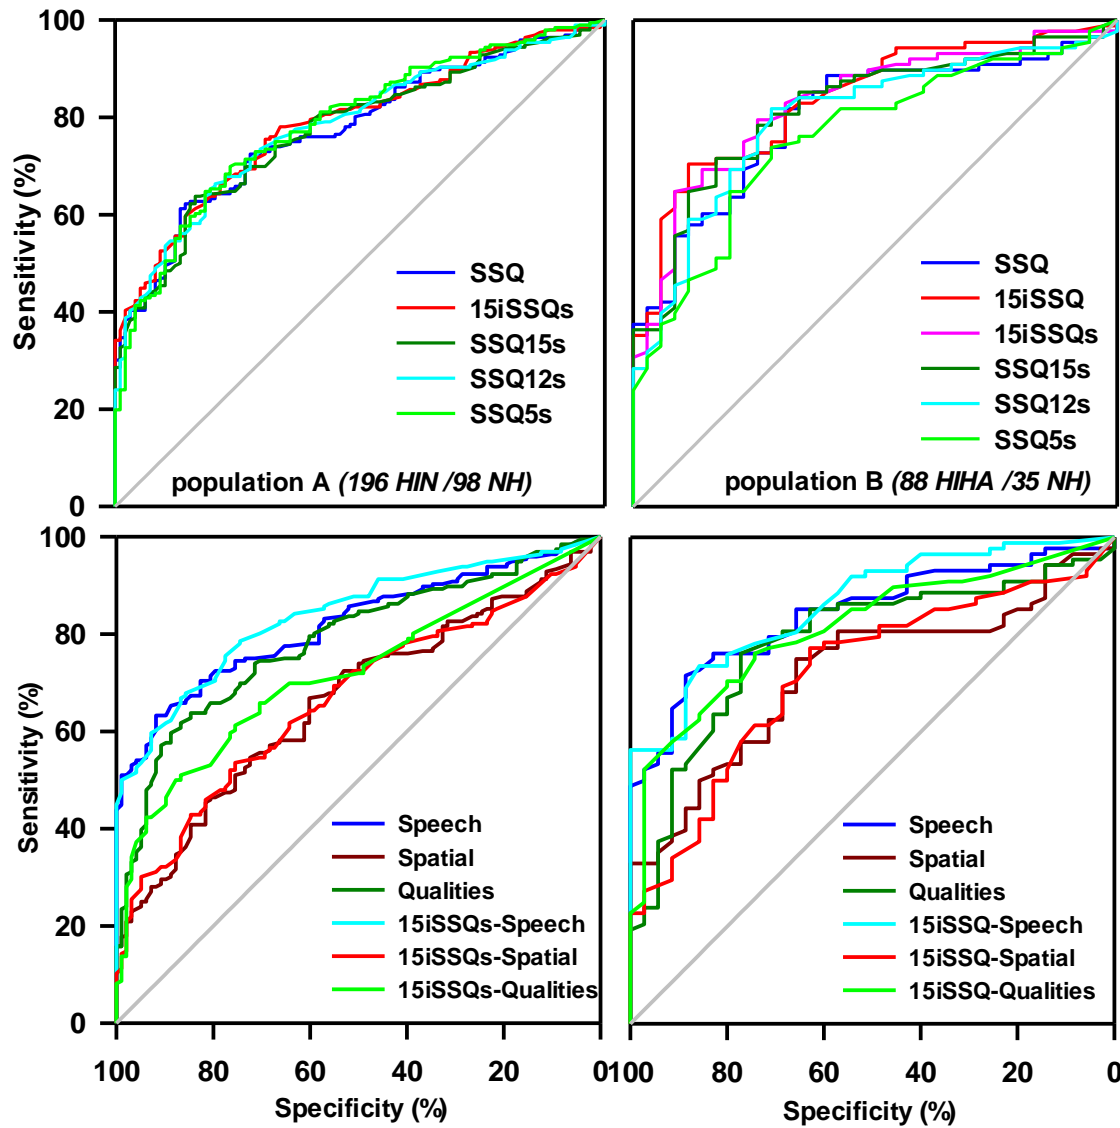 100
80
60
40
20
0
Sensitivity (%)
SSQ
15iSSQs
SSQ15s
SSQ12s
SSQ5s
population A (196 HIN /98 NH)
SSQ
15iSSQ
15iSSQs
SSQ15s
SSQ12s
SSQ5s
population B (88 HIHA /35 NH)
100
80
60
40
20
0
Sensitivity (%)
Speech
Spatial
Qualities
15iSSQs-Speech
15iSSQs-Spatial
15iSSQs-Qualities
100 80 60 40 20 0
Specificity (%)
Speech
Spatial
Qualities
15iSSQ-Speech
15iSSQ-Spatial
15iSSQ-Qualities
100 80 60 40 20 0
Specificity (%)